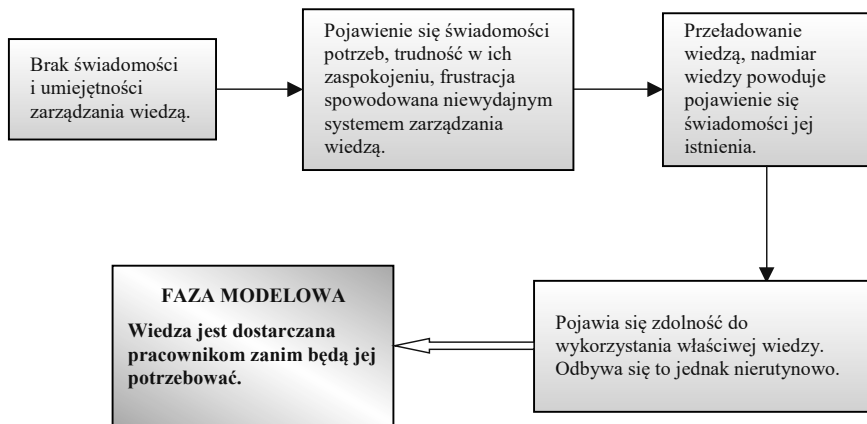 Brak świadomości
i umiejętności
zarządzania wiedzą.
Pojawienie się świadomości
potrzeb, trudność w ich
zaspokojeniu, frustracja
spowodowana niewydajnym
systemem zarządzania
wiedzą.
Przeładowanie
wiedzą, nadmiar
wiedzy powoduje
pojawienie się
świadomości jej
istnienia.
Pojawia się zdolność do
wykorzystania właściwej wiedzy.
Odbywa się to jednak nierutynowo.
FAZA MODELOWA
Wiedza jest dostarczana
pracownikom zanim będą jej
potrzebować.